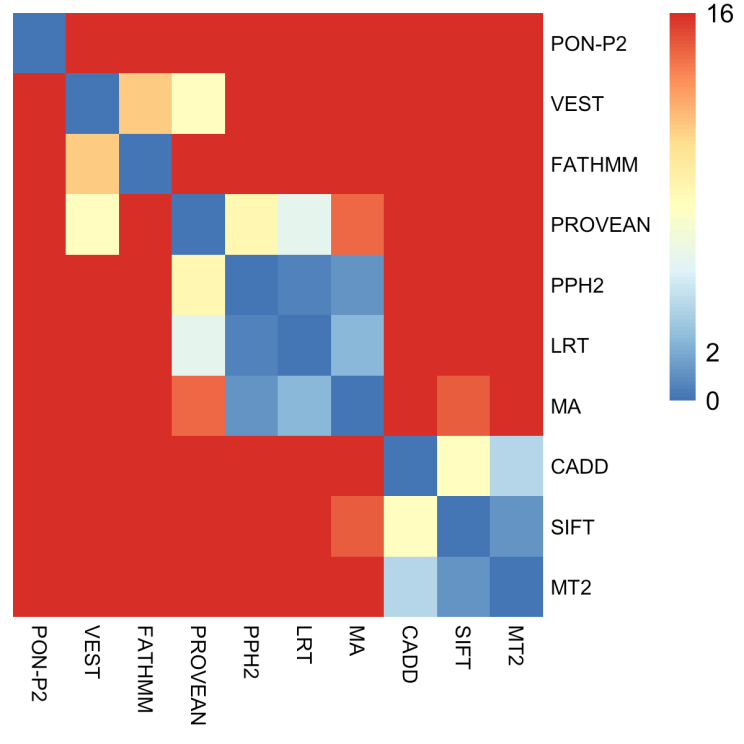 16
PON-P2
VEST
FATHMM
PROVEAN
PPH2
LRT
2
0
MA
CADD
SIFT
MT2
PON-P2
VEST
FATHMM
PROVEAN
PPH2
LRT
MA
CADD
SIFT
MT2